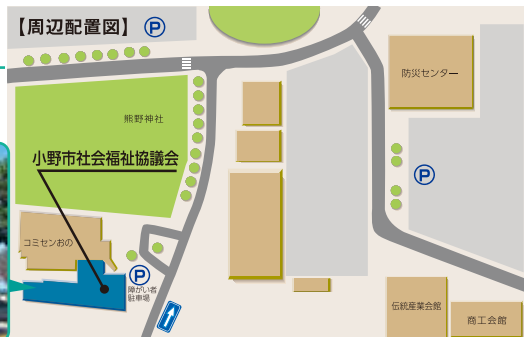 【周辺配置図】 P
防災センター
熊野神社
小野市社会福祉協議会
P
コミセンおの
P
障がい者
駐車場
伝統産業会館
商工会館